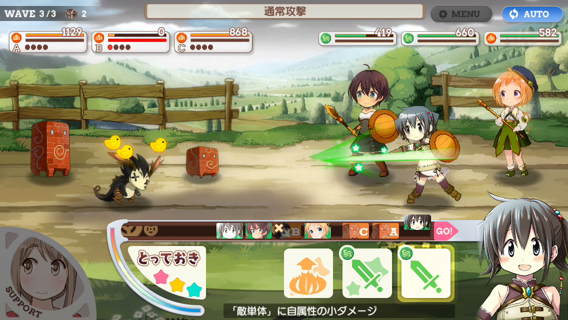 WAVE 3/3
2
通常攻撃
MENU
AUTO
1129
0
868
A
B
C
419
660
582
B
C
A
GO!
とっておき
SUPPORT
「敵単体」に自属性の小ダメージ